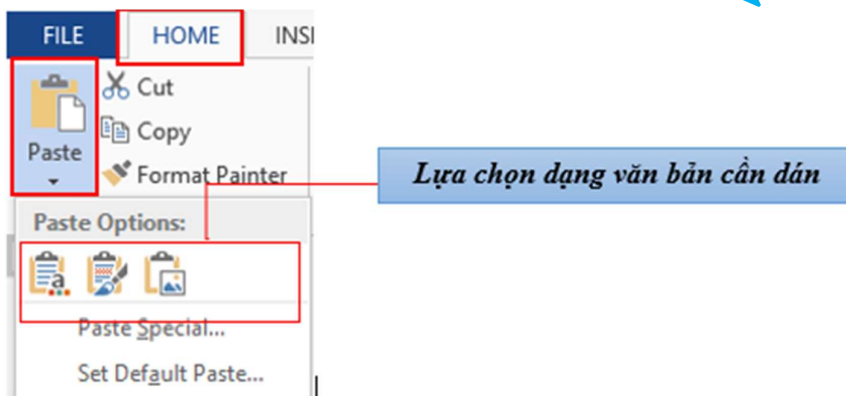 FILE HOME INSI
Cut
Copy
Paste
Format Painter
Lựa chọn dạng văn bản cần dán
Paste Options:
Paste Special...
Set Default Paste...